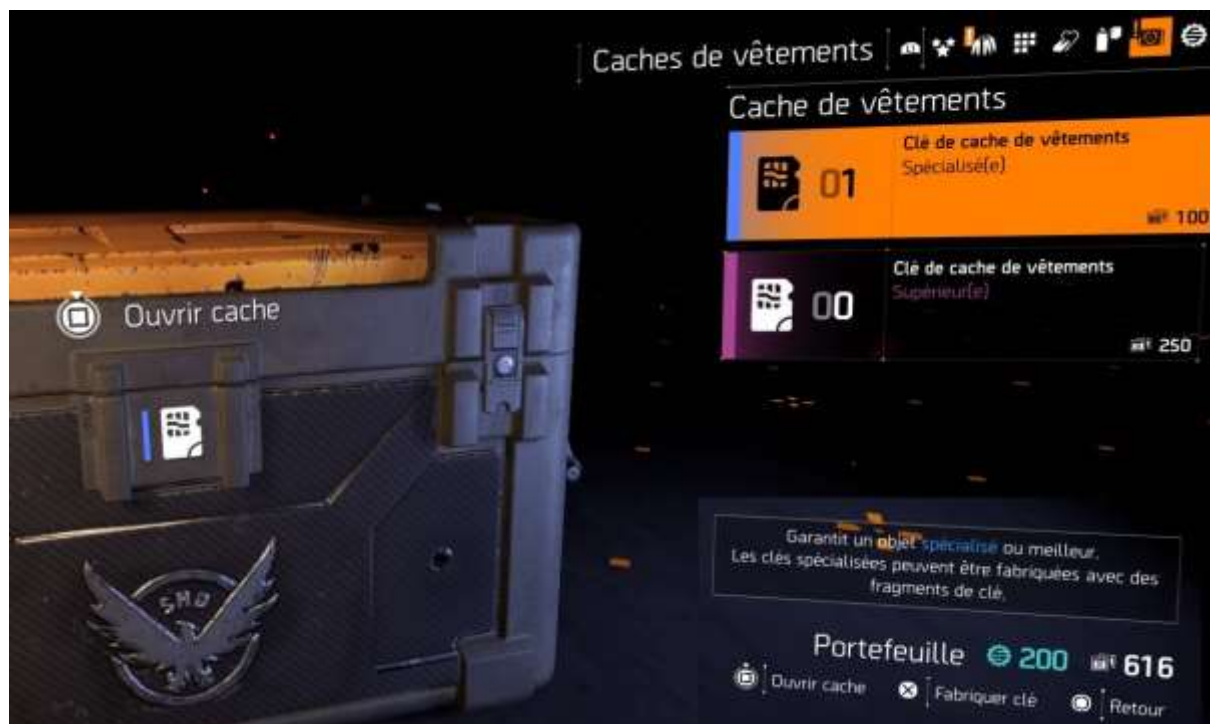 Caches de vêtements
Cache de vêtements
Clé de cache de vêtements
01
Spécialisé(e)
100
Clé de cache de vêtements
00
Supérieur(e)
250
Ouvrir cache
SHD
Garantit un objet spécialisé ou meilleur.
Les clés spécialisées peuvent être fabriquées avec des
fragments de clé.
Portefeuille 200 616
Ouvrir cache Fabriquer clé Retour